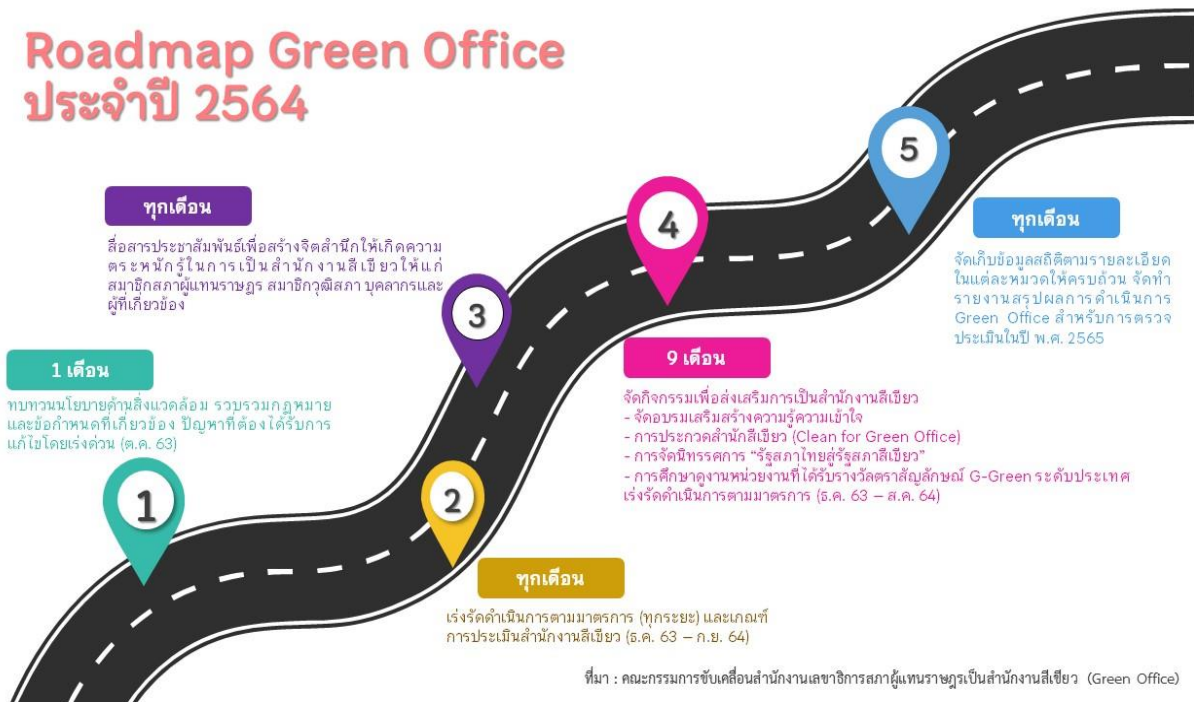 Roadmap Green Office
ประจำปี 2564
1 เดือน
ทบทวนนโยบายด้านสิ่งแวดล้อม รวบรวมกฎหมาย
และข้อกำหนดที่เกี่ยวข้อง ปัญหาที่ต้องได้รับการ
แก้ไขโดยเร่งด่วน (ต.ค. 63)
1
2
ทุกเดือน
เร่งรัดดำเนินการตามมาตรการ (ทุกระยะ) และเกณฑ์
การประเมินสำนักงานสีเขียว (ธ.ค. 63 – ก.ย. 64)
ทุกเดือน
สื่อสารประชาสัมพันธ์เพื่อสร้างจิตสำนึกให้เกิดความ
ตระหนักรู้ในการเป็นสำนักงานสีเขียวให้แก่
สมาชิกสภาผู้แทนราษฎร สมาชิกวุฒิสภา บุคลากรและ
ผู้ที่เกี่ยวข้อง
3
4
9 เดือน
จัดกิจกรรมเพื่อส่งเสริมการเป็นสำนักงานสีเขียว
- จัดอบรมเสริมสร้างความรู้ความเข้าใจ
- การประกวดสำนักสีเขียว (Clean for Green Office)
- การจัดนิทรรศการ “รัฐสภาไทยสู่รัฐสภาสีเขียว”
- การศึกษาดูงานหน่วยงานที่ได้รับรางวัลตราสัญลักษณ์ G-Green ระดับประเทศ
เร่งรัดดำเนินการตามมาตรการ (ธ.ค. 63 – ส.ค. 64)
5
ทุกเดือน
จัดเก็บข้อมูลสถิติตามรายละเอียด
ในแต่ละหมวดให้ครบถ้วน จัดทำ
รายงานสรุปผลการดำเนินการ
Green Office สำหรับการตรวจ
ประเมินในปี พ.ศ. 2565
ที่มา : คณะกรรมการขับเคลื่อนสำนักงานเลขาธิการสภาผู้แทนราษฎรเป็นสำนักงานสีเขียว (Green Office)